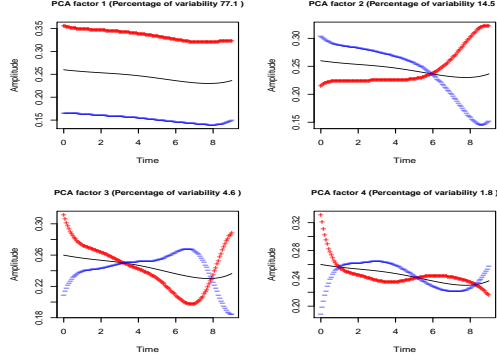 PCA factor 1 (Percentage of variability 77.1 )
Amplitude
0.15 0.25 0.35
0 2 4 6 8
Time
PCA factor 2 (Percentage of variability 14.5
Amplitude
0.15 0.20 0.25 0.30
0 2 4 6 8
Time
PCA factor 3 (Percentage of variability 4.6 )
Amplitude
0.18 0.22 0.26 0.30
0 2 4 6 8
Time
PCA factor 4 (Percentage of variability 1.8 )
Amplitude
0.20 0.24 0.28 0.32
0 2 4 6 8
Time